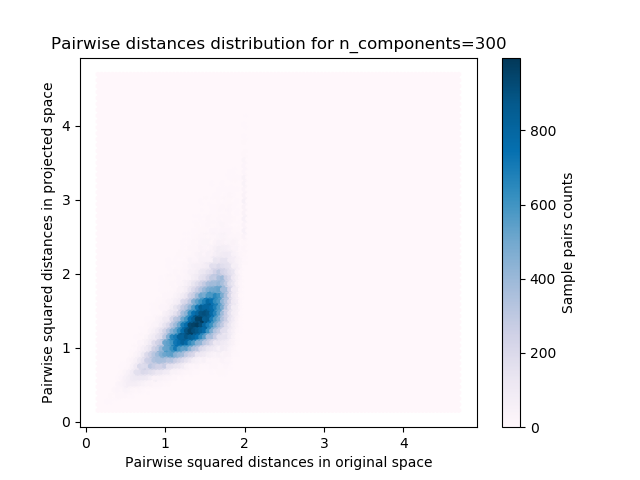 Pairwise distances distribution for n_components=300
Pairwise squared distances in projected space
4
3
2
1
0
0 1 2 3 4
Pairwise squared distances in original space
800
600
400
200
0
Sample pairs counts